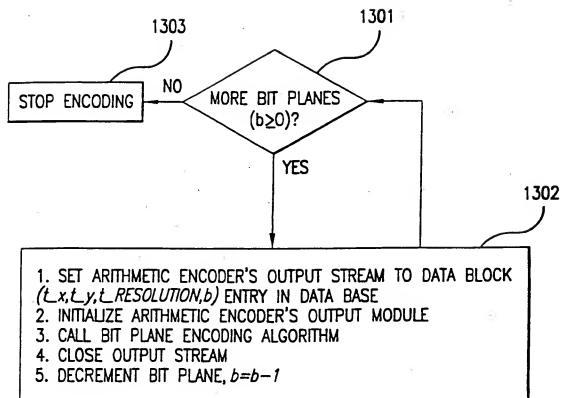 1303
1301
STOP ENCODING
NO
MORE BIT PLANES
(b≥0)?
YES
1302
1. SET ARITHMETIC ENCODER'S OUTPUT STREAM TO DATA BLOCK
(t_x,t_y,t_RESOLUTION,b) ENTRY IN DATA BASE
2. INITIALIZE ARITHMETIC ENCODER'S OUTPUT MODULE
3. CALL BIT PLANE ENCODING ALGORITHM
4. CLOSE OUTPUT STREAM
5. DECREMENT BIT PLANE, b=b-1